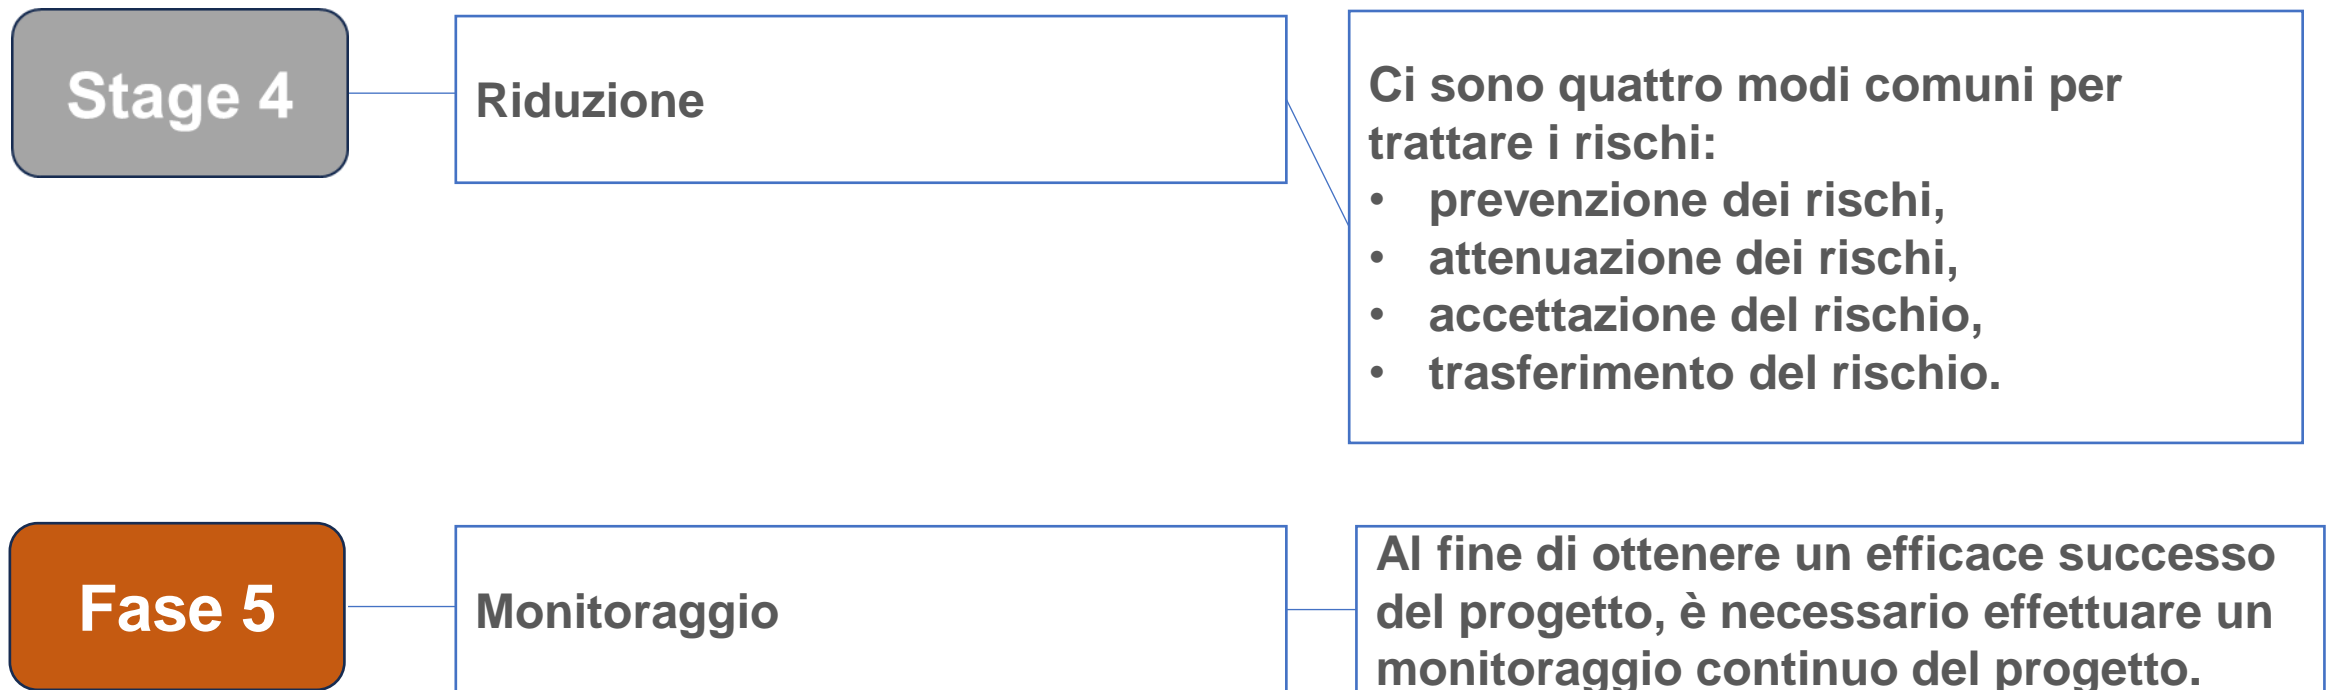 Stage 4
Riduzione
Ci sono quattro modi comuni per
trattare i rischi:
• prevenzione dei rischi,
• attenuazione dei rischi,
• accettazione del rischio,
• trasferimento del rischio.
Fase 5
Monitoraggio
Al fine di ottenere un efficace successo
del progetto, è necessario effettuare un
monitoraggio continuo del progetto.